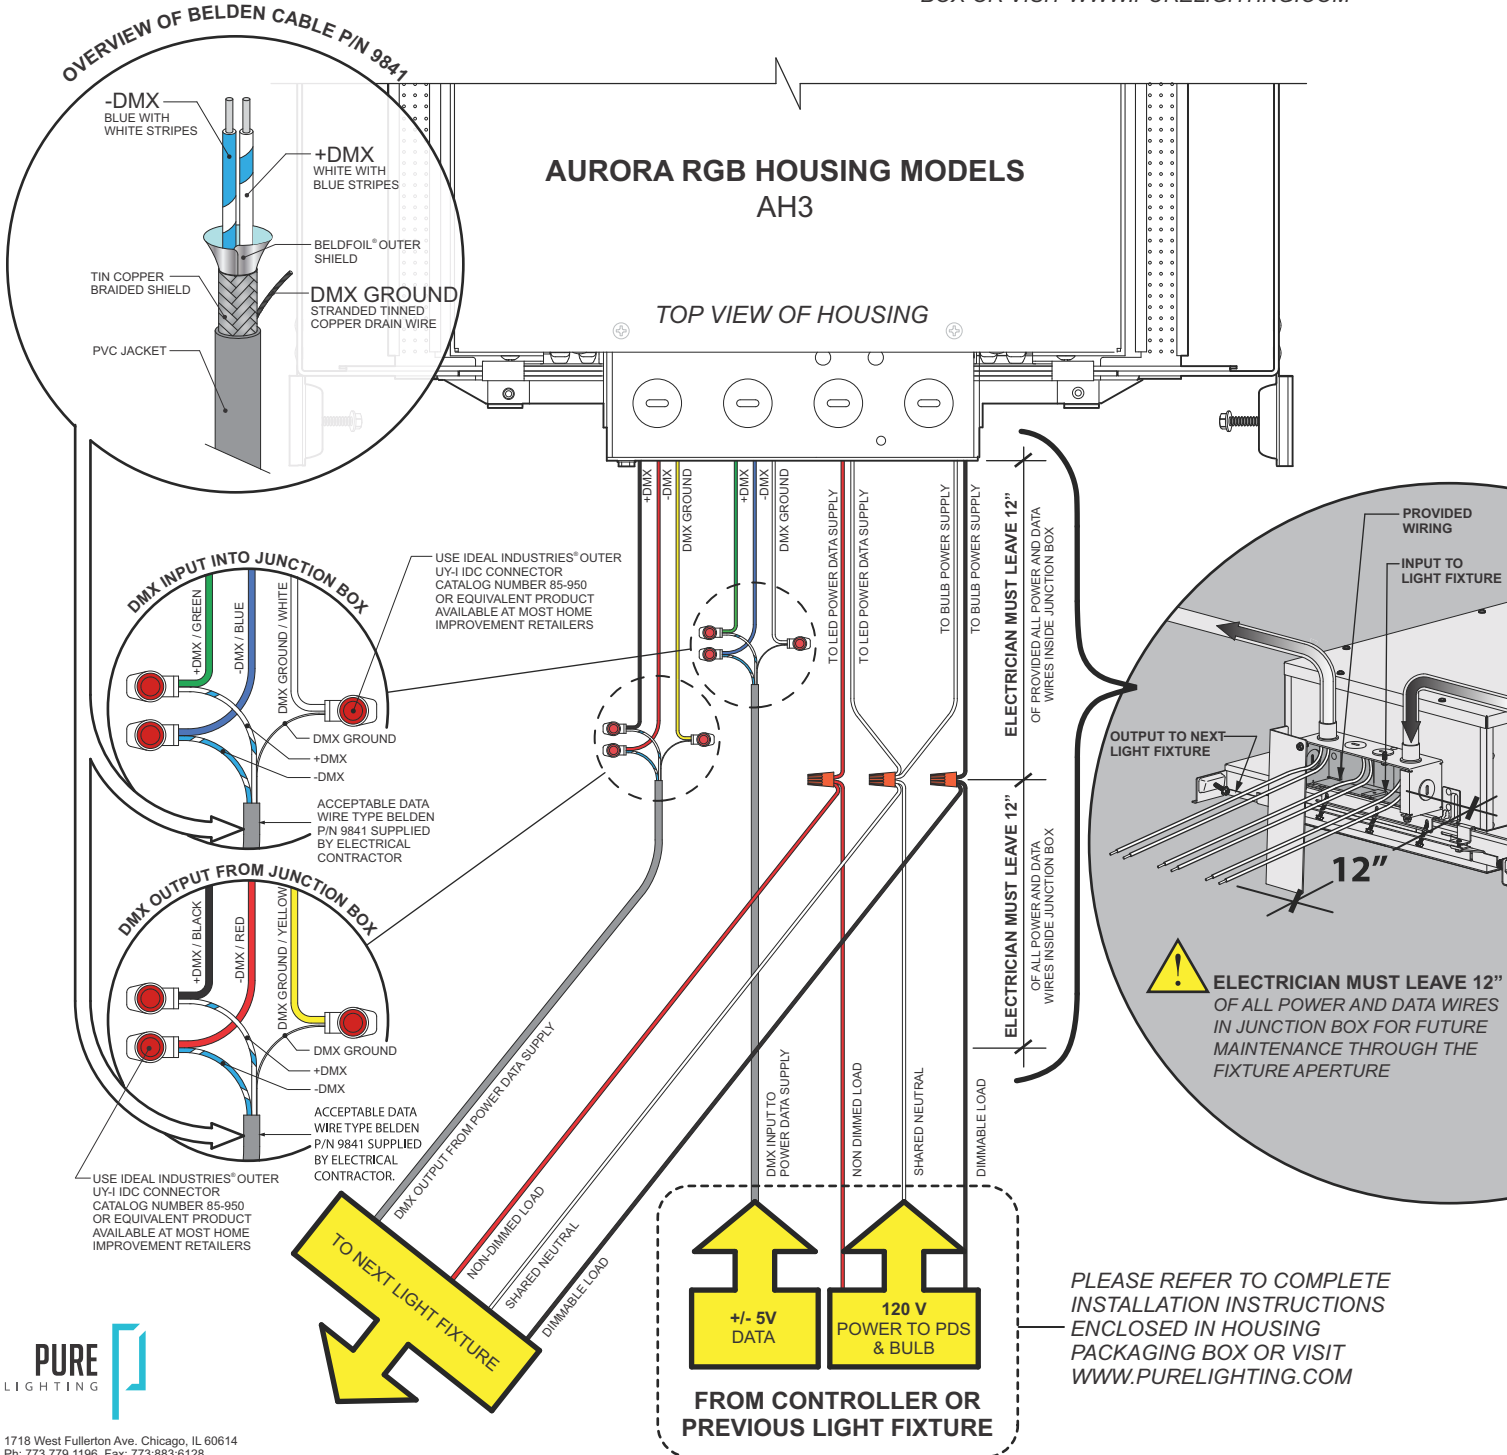 BOX OR VISIT WWW.PURELIGHTING.COM
OVERVIEW OF BELDEN CABLE P/N 9841
-DMX
BLUE WITH
WHITE STRIPES
+DMX
WHITE WITH
BLUE STRIPES
BELDFOIL® OUTER
SHIELD
TIN COPPER
BRAIDED SHIELD
DMX GROUND
STRANDED TINNED
COPPER DRAIN WIRE
PVC JACKET
AURORA RGB HOUSING MODELS
AH3
TOP VIEW OF HOUSING
+DMX
-DMX
DMX GROUND
+DMX
-DMX
DMX GROUND
TO LED POWER DATA SUPPLY
TO LED POWER DATA SUPPLY
TO BULB POWER SUPPLY
TO BULB POWER SUPPLY
ELECTRICIAN MUST LEAVE 12”
OF PROVIDED ALL POWER AND DATA
WIRES INSIDE JUNCTION BOX
ELECTRICIAN MUST LEAVE 12”
OF ALL POWER AND DATA
WIRES INSIDE JUNCTION BOX
PROVIDED
WIRING
INPUT TO
LIGHT FIXTURE
OUTPUT TO NEXT
LIGHT FIXTURE
12”
!
ELECTRICIAN MUST LEAVE 12”
OF ALL POWER AND DATA WIRES
IN JUNCTION BOX FOR FUTURE
MAINTENANCE THROUGH THE
FIXTURE APERTURE
DMX INPUT INTO JUNCTION BOX
+DMX / GREEN
-DMX / BLUE
DMX GROUND / WHITE
DMX GROUND
+DMX
-DMX
USE IDEAL INDUSTRIES® OUTER
UY-I IDC CONNECTOR
CATALOG NUMBER 85-950
OR EQUIVALENT PRODUCT
AVAILABLE AT MOST HOME
IMPROVEMENT RETAILERS
ACCEPTABLE DATA
WIRE TYPE BELDEN
P/N 9841 SUPPLIED
BY ELECTRICAL
CONTRACTOR
DMX OUTPUT FROM JUNCTION BOX
+DMX / BLACK
-DMX / RED
DMX GROUND / YELLOW
DMX GROUND
+DMX
-DMX
ACCEPTABLE DATA
WIRE TYPE BELDEN
P/N 9841 SUPPLIED
BY ELECTRICAL
CONTRACTOR.
USE IDEAL INDUSTRIES® OUTER
UY-I IDC CONNECTOR
CATALOG NUMBER 85-950
OR EQUIVALENT PRODUCT
AVAILABLE AT MOST HOME
IMPROVEMENT RETAILERS
DMX OUTPUT FROM POWER DATA SUPPLY
NON-DIMMED LOAD
SHARED NEUTRAL
DIMMABLE LOAD
TO NEXT LIGHT FIXTURE
DMX INPUT TO
POWER DATA SUPPLY
NON DIMMED LOAD
SHARED NEUTRAL
DIMMABLE LOAD
+/- 5V
DATA
120 V
POWER TO PDS
& BULB
FROM CONTROLLER OR
PREVIOUS LIGHT FIXTURE
PLEASE REFER TO COMPLETE
INSTALLATION INSTRUCTIONS
ENCLOSED IN HOUSING
PACKAGING BOX OR VISIT
WWW.PURELIGHTING.COM
PURE
LIGHTING
1718 West Fullerton Ave. Chicago, IL 60614
Ph: 773.779.1196 Fax: 773:883:6128